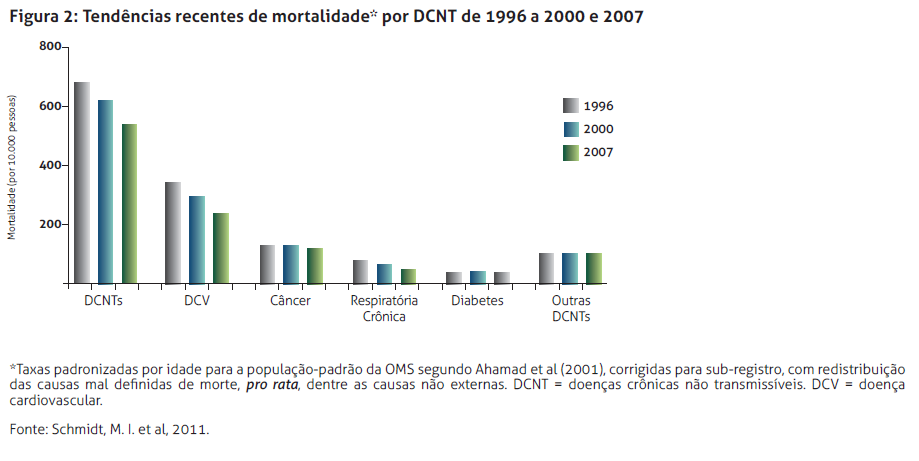 Figura 2: Tendências recentes de mortalidade* por DCNT de 1996 a 2000 e 2007
800
600
400
200
Mortalidade (por 10.000 pessoas)
1996
2000
2007
DCNTs
DCV
Câncer
Respiratória
Crônica
Diabetes
Outras
DCNTs
*Taxas padronizadas por idade para a população-padrão da OMS segundo Ahamad et al (2001), corrigidas para sub-registro, com redistribuição
das causas mal definidas de morte, pro rata, dentre as causas não externas. DCNT = doenças crônicas não transmissíveis. DCV = doença
cardiovascular.
Fonte: Schmidt, M. I. et al, 2011.